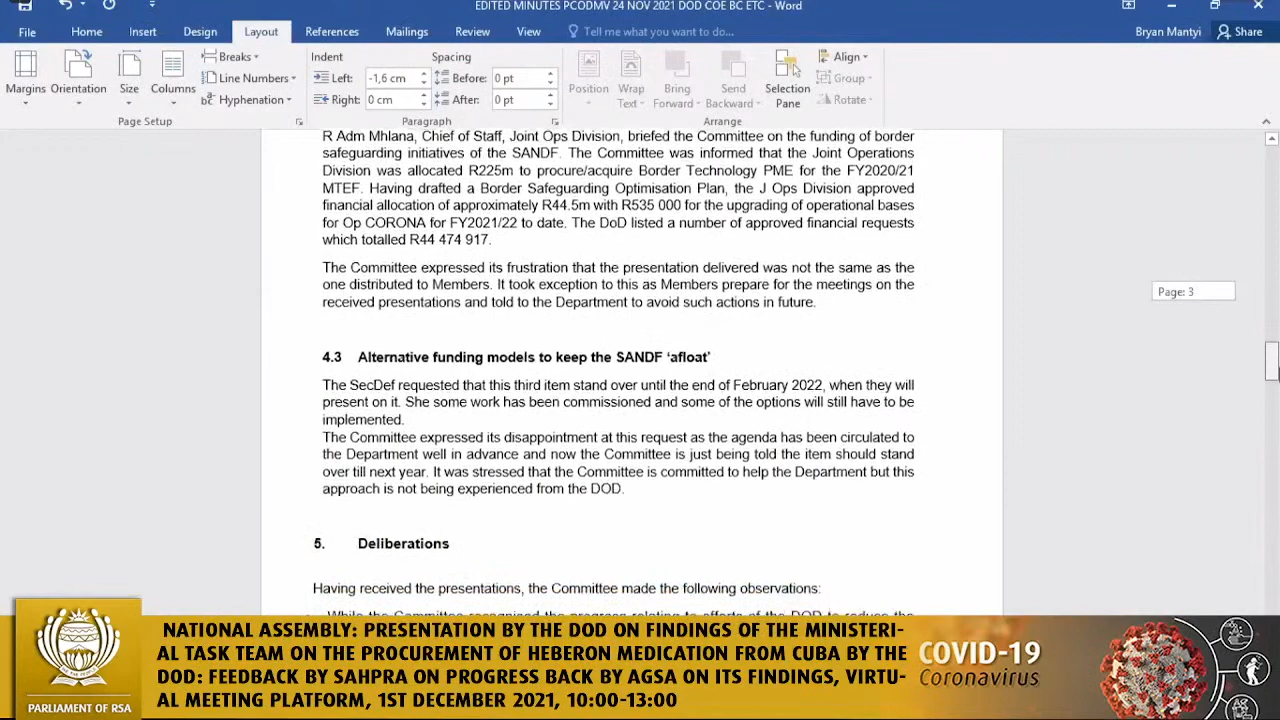 EDITED MINUTES PCODMV 24 NOV 2021 DOD COE BC ETC - Word
File Home Insert Design Layout References Mailings Review View Tell me what you want to do... Bryan Mantyi Share
Margins Orientation Size Columns
Breaks
Line Numbers
Hyphenation
Page Setup
Indent Spacing
Left: -1,6 cm Before: 0 pt
Right: 0 cm After: 0 pt
Paragraph
Position Wrap Text Bring Forward Send Backward Selection Pane
Align
Group
Rotate
Arrange
R Adm Mhlana, Chief of Staff, Joint Ops Division, briefed the Committee on the funding of border
safeguarding initiatives of the SANDF. The Committee was informed that the Joint Operations
Division was allocated R225m to procure/acquire Border Technology PME for the FY2020/21
MTEF. Having drafted a Border Safeguarding Optimisation Plan, the J Ops Division approved
financial allocation of approximately R44.5m with R535 000 for the upgrading of operational bases
for Op CORONA for FY2021/22 to date. The DoD listed a number of approved financial requests
which totalled R44 474 917.
The Committee expressed its frustration that the presentation delivered was not the same as the
one distributed to Members. It took exception to this as Members prepare for the meetings on the
received presentations and told to the Department to avoid such actions in future.
Page: 3
4.3 Alternative funding models to keep the SANDF ‘afloat’
The SecDef requested that this third item stand over until the end of February 2022, when they will
present on it. She some work has been commissioned and some of the options will still have to be
implemented.
The Committee expressed its disappointment at this request as the agenda has been circulated to
the Department well in advance and now the Committee is just being told the item should stand
over till next year. It was stressed that the Committee is committed to help the Department but this
approach is not being experienced from the DOD.
5. Deliberations
Having received the presentations, the Committee made the following observations:
While the Committee recognised the progress relating to efforts of the DOD to reduce the
NATIONAL ASSEMBLY: PRESENTATION BY THE DOD ON FINDINGS OF THE MINISTERI-
AL TASK TEAM ON THE PROCUREMENT OF HEBERON MEDICATION FROM CUBA BY THE
DOD: FEEDBACK BY SAHPRA ON PROGRESS BACK BY AGSA ON ITS FINDINGS, VIRTU-
AL MEETING PLATFORM, 1ST DECEMBER 2021, 10:00-13:00
PARLIAMENT OF RSA
COVID-19
Coronavirus